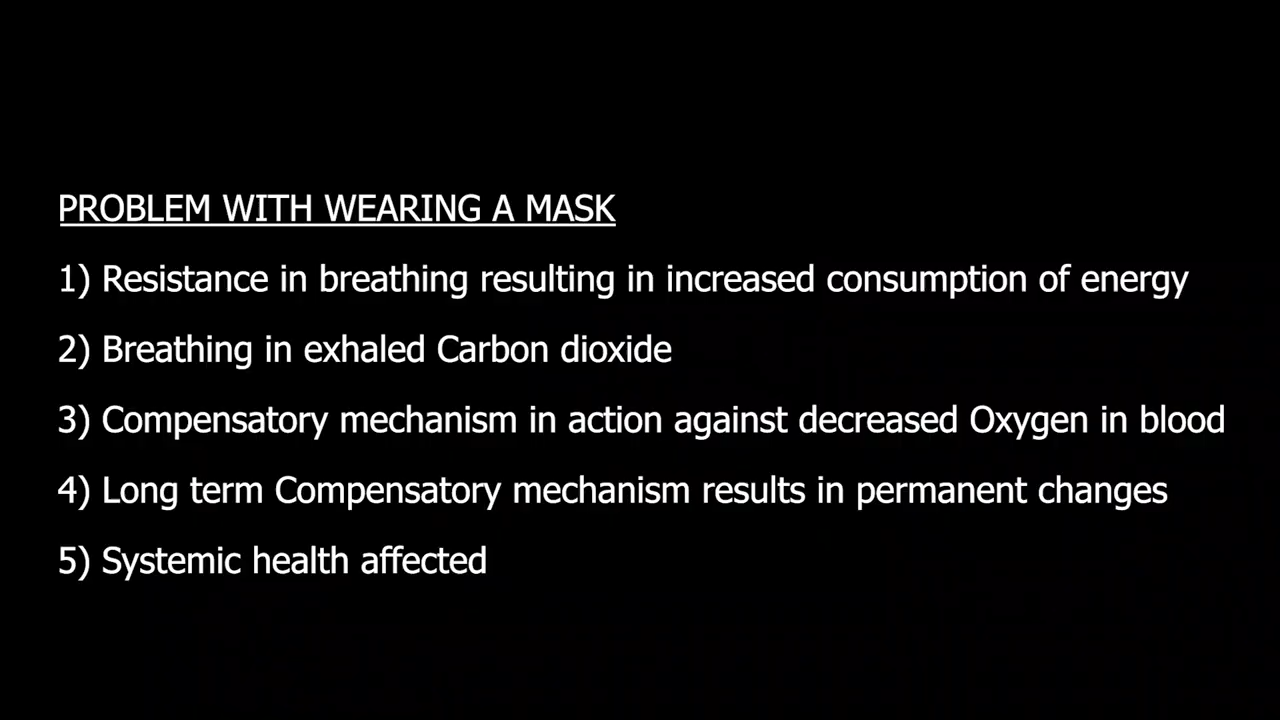 PROBLEM WITH WEARING A MASK
1) Resistance in breathing resulting in increased consumption of energy
2) Breathing in exhaled Carbon dioxide
3) Compensatory mechanism in action against decreased Oxygen in blood
4) Long term Compensatory mechanism results in permanent changes
5) Systemic health affected